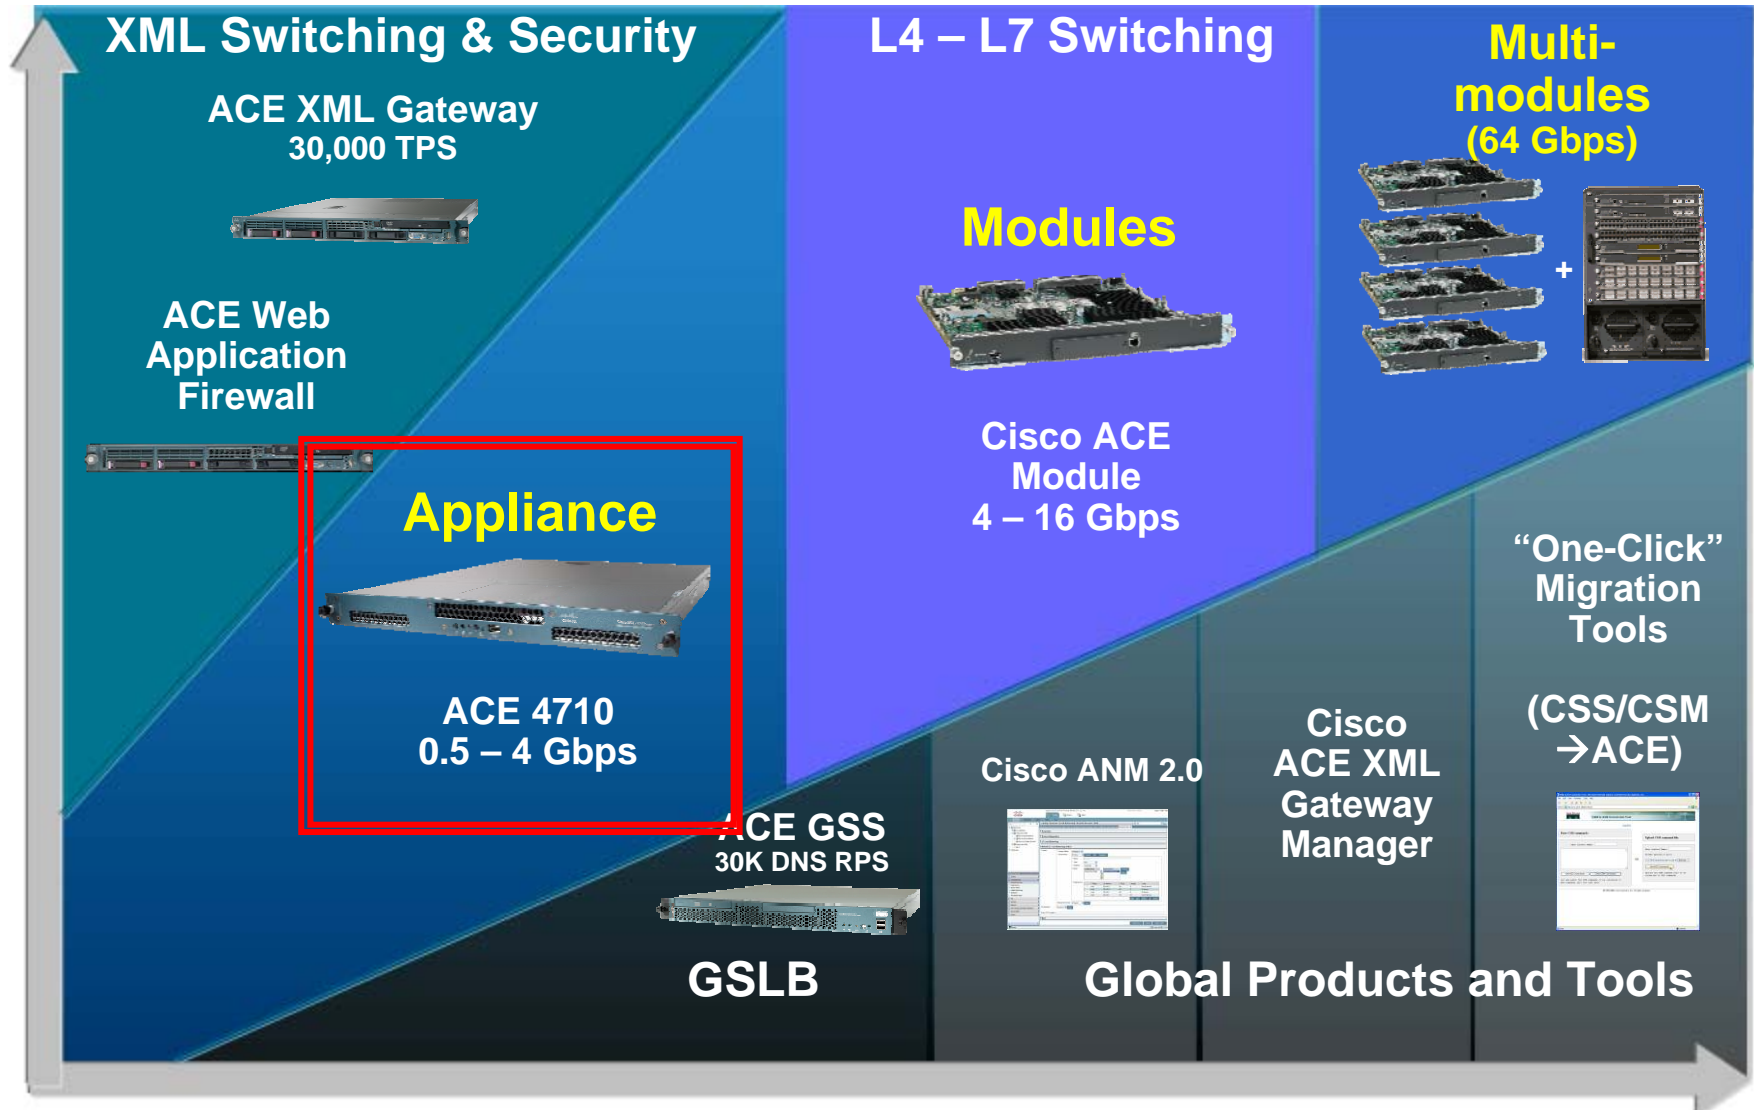 XML Switching & Security
ACE XML Gateway
30,000 TPS
ACE Web
Application
Firewall
Appliance
ACE 4710
0.5 – 4 Gbps
L4 – L7 Switching
Modules
Cisco ACE
Module
4 – 16 Gbps
Multi-
modules
(64 Gbps)
+
ACE GSS
30K DNS RPS
GSLB
Cisco ANM 2.0
Cisco
ACE XML
Gateway
Manager
“One-Click”
Migration
Tools
(CSS/CSM
→ACE)
Global Products and Tools